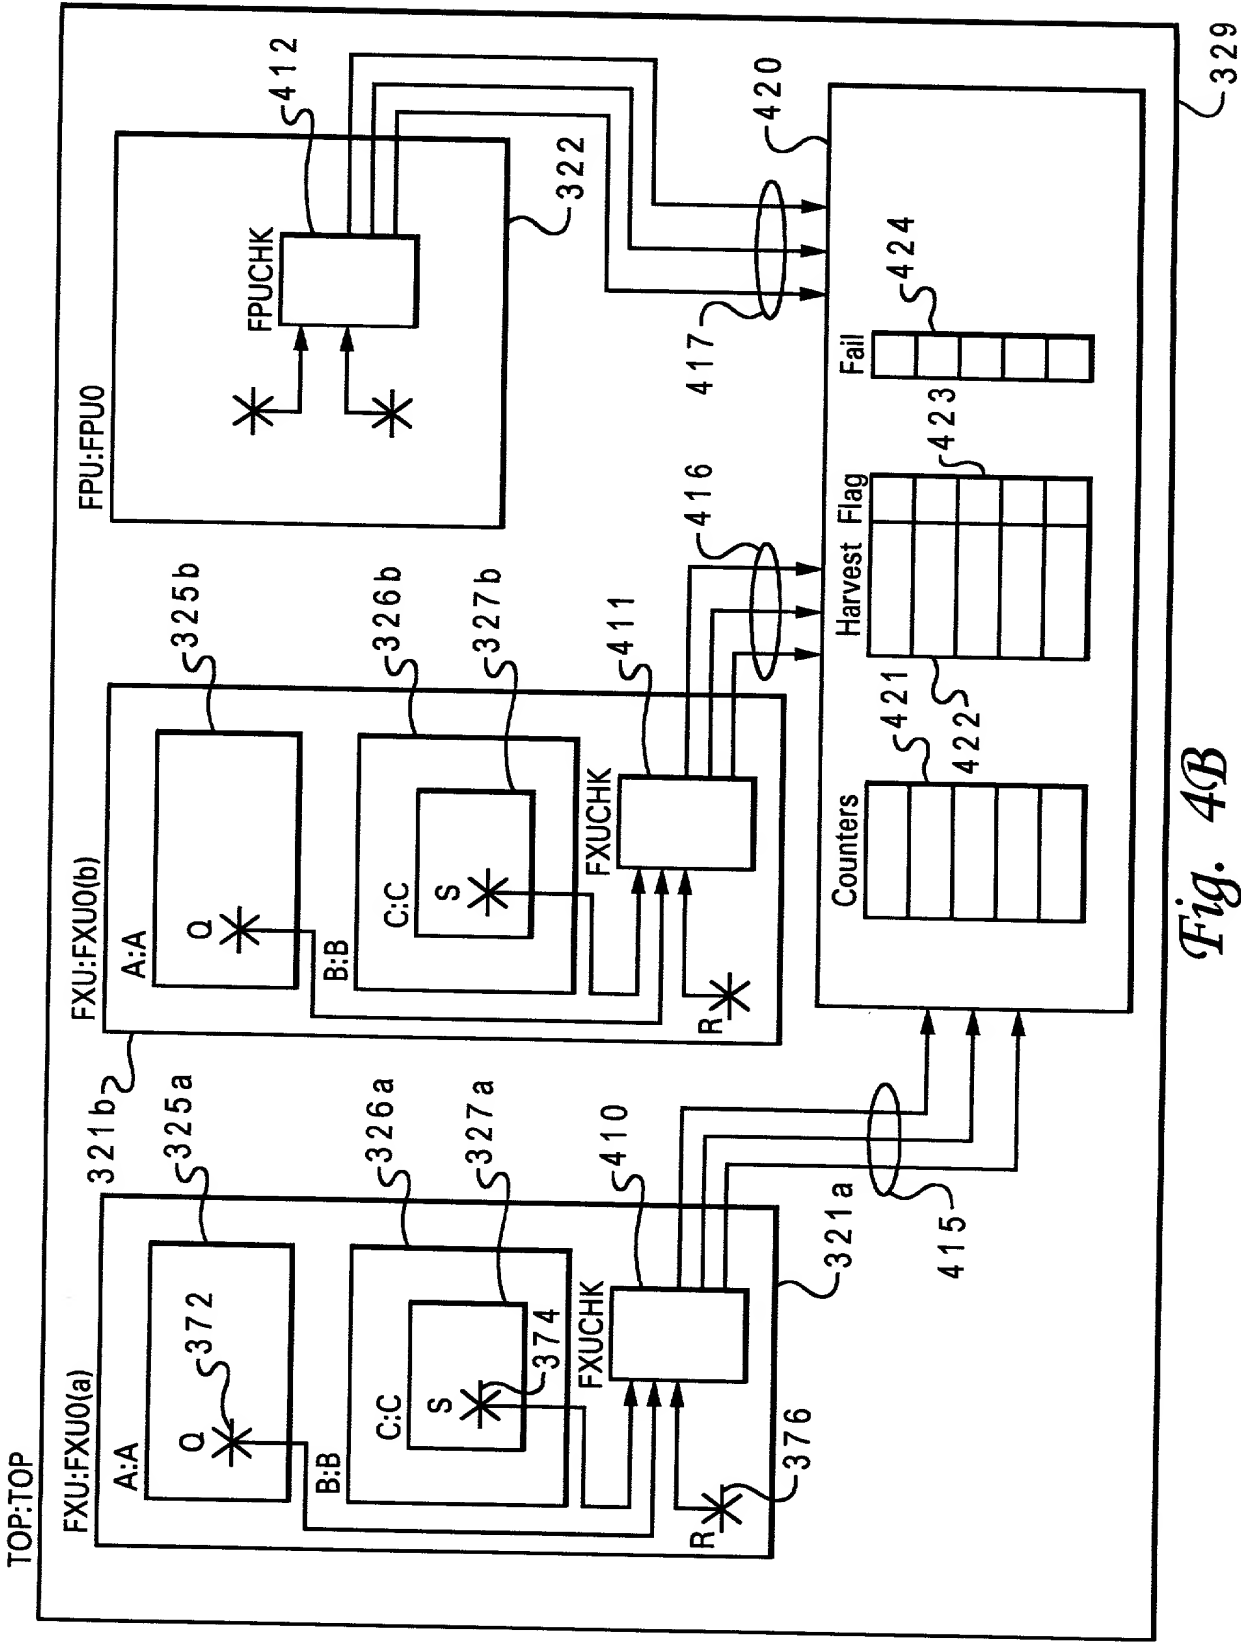 TOP:TOP
FXU:FXU0(a)
A:A
Q
372
325a
B:B
C:C
S
374
326a
327a
FXUCHK
410
R
376
321a
415
321b
FXU:FXU0(b)
A:A
Q
325b
B:B
C:C
S
326b
327b
FXUCHK
411
R
416
FPU:FPU0
FPUCHK
412
322
417
420
Counters
421
Harvest Flag
422
423
Fail
424
329
Fig. 4B